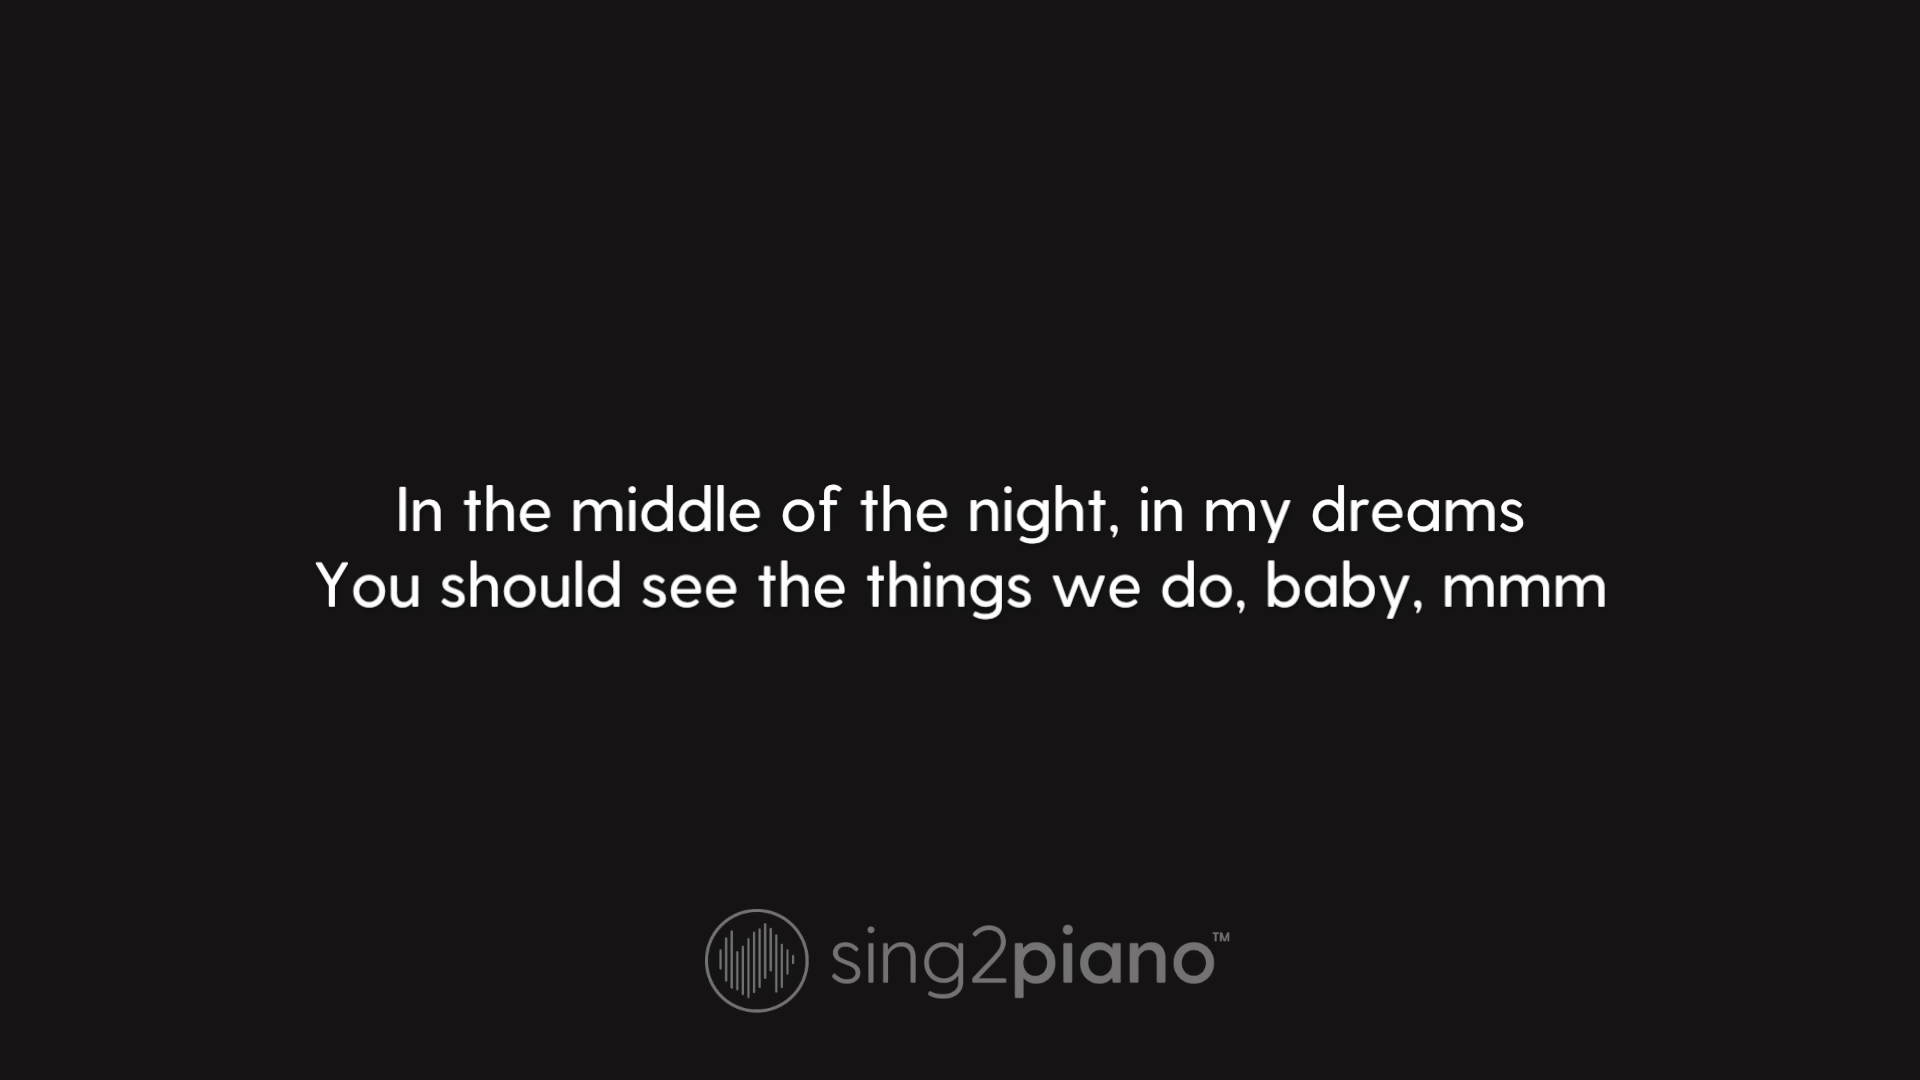 In the middle of the night, in my dreams
You should see the things we do, baby, mmm
sing2piano™